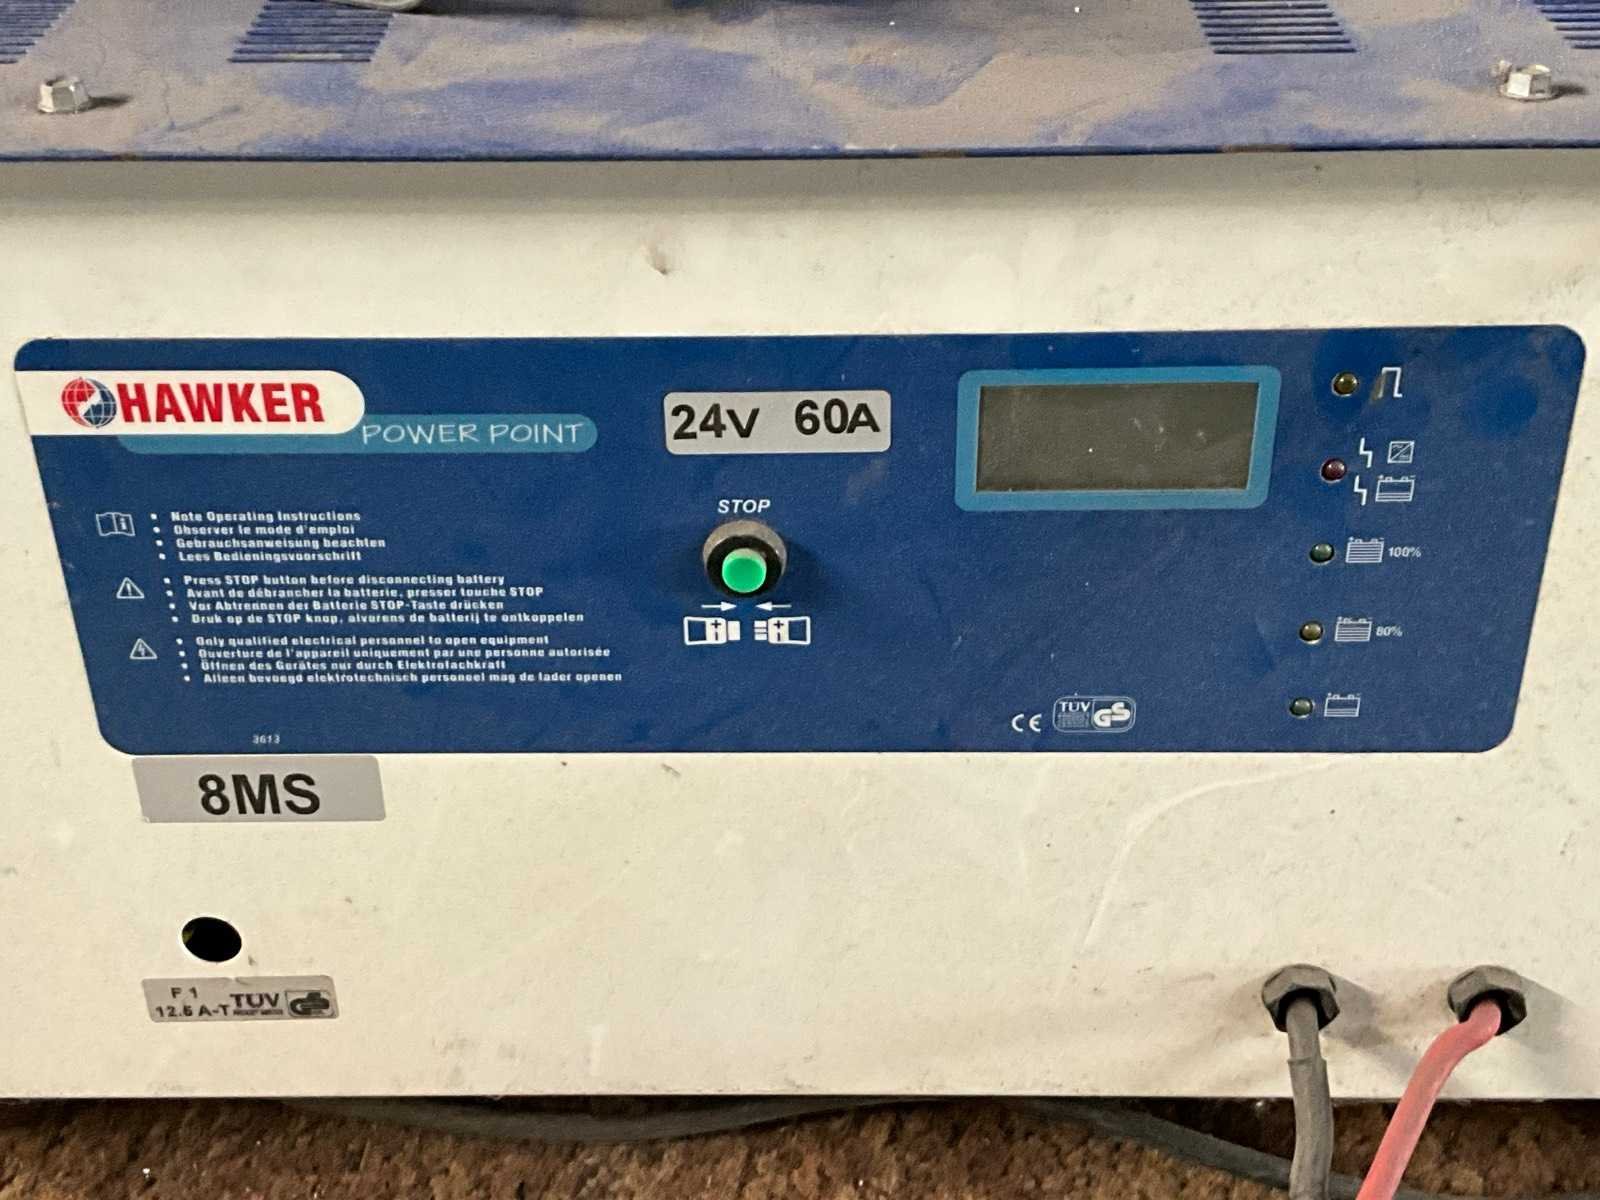 HAWKER
POWER POINT
24V 60A
STOP
i
• Note Operating Instructions
• Observer le mode d'emploi
• Gebrauchsanweisung beachten
• Lees Bedieningsvoorschrift
• Press STOP button before disconnecting battery
• Avant de débrancher la batterie, presser touche STOP
• Vor Abtrennen der Batterie STOP-Taste drücken
• Druk op de STOP knop, alvorens de batterij te ontkoppelen
• Only qualified electrical personnel to open equipment
• Ouverture de l'appareil uniquement par une personne autorisée
• Öffnen des Gerätes nur durch Elektrofachkraft
• Alleen bevoegd elektrotechnisch personeel mag de lader openen
3613
100%
80%
CE
TÜV
GS
8MS
F 1
12.5 A-T
TÜV